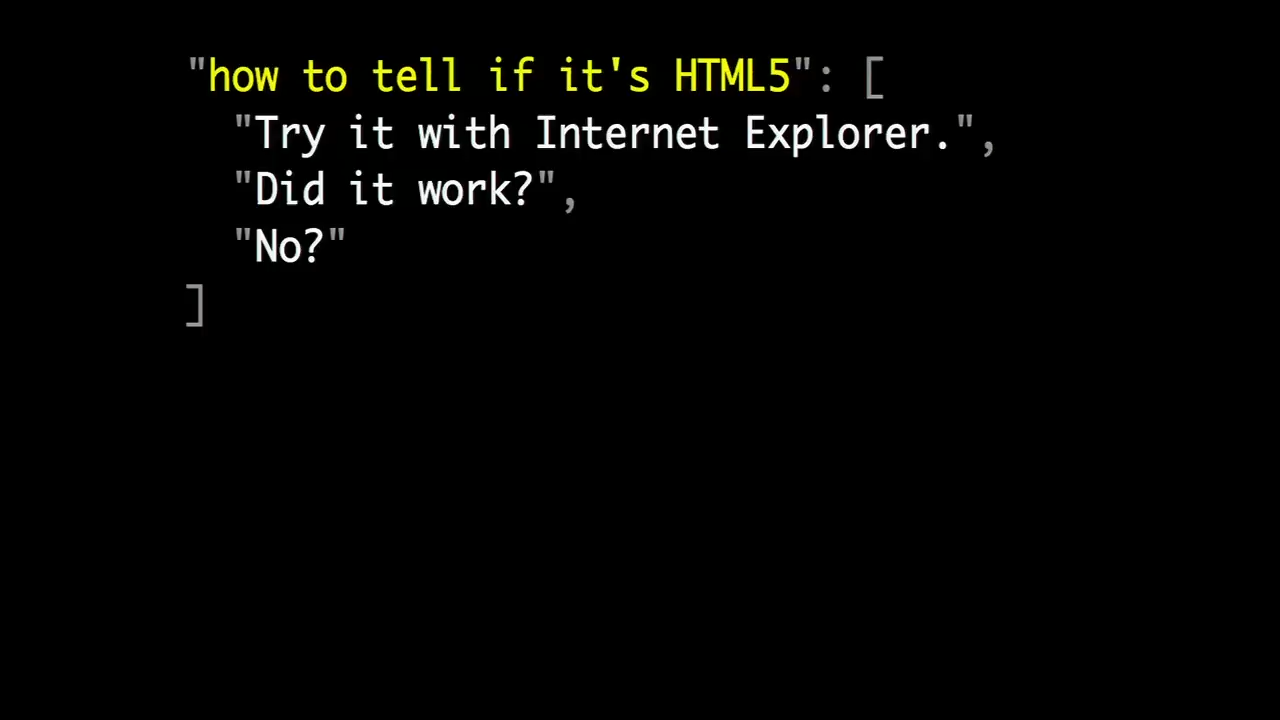 "how to tell if it's HTML5": [
"Try it with Internet Explorer.",
"Did it work?",
"No?"
]